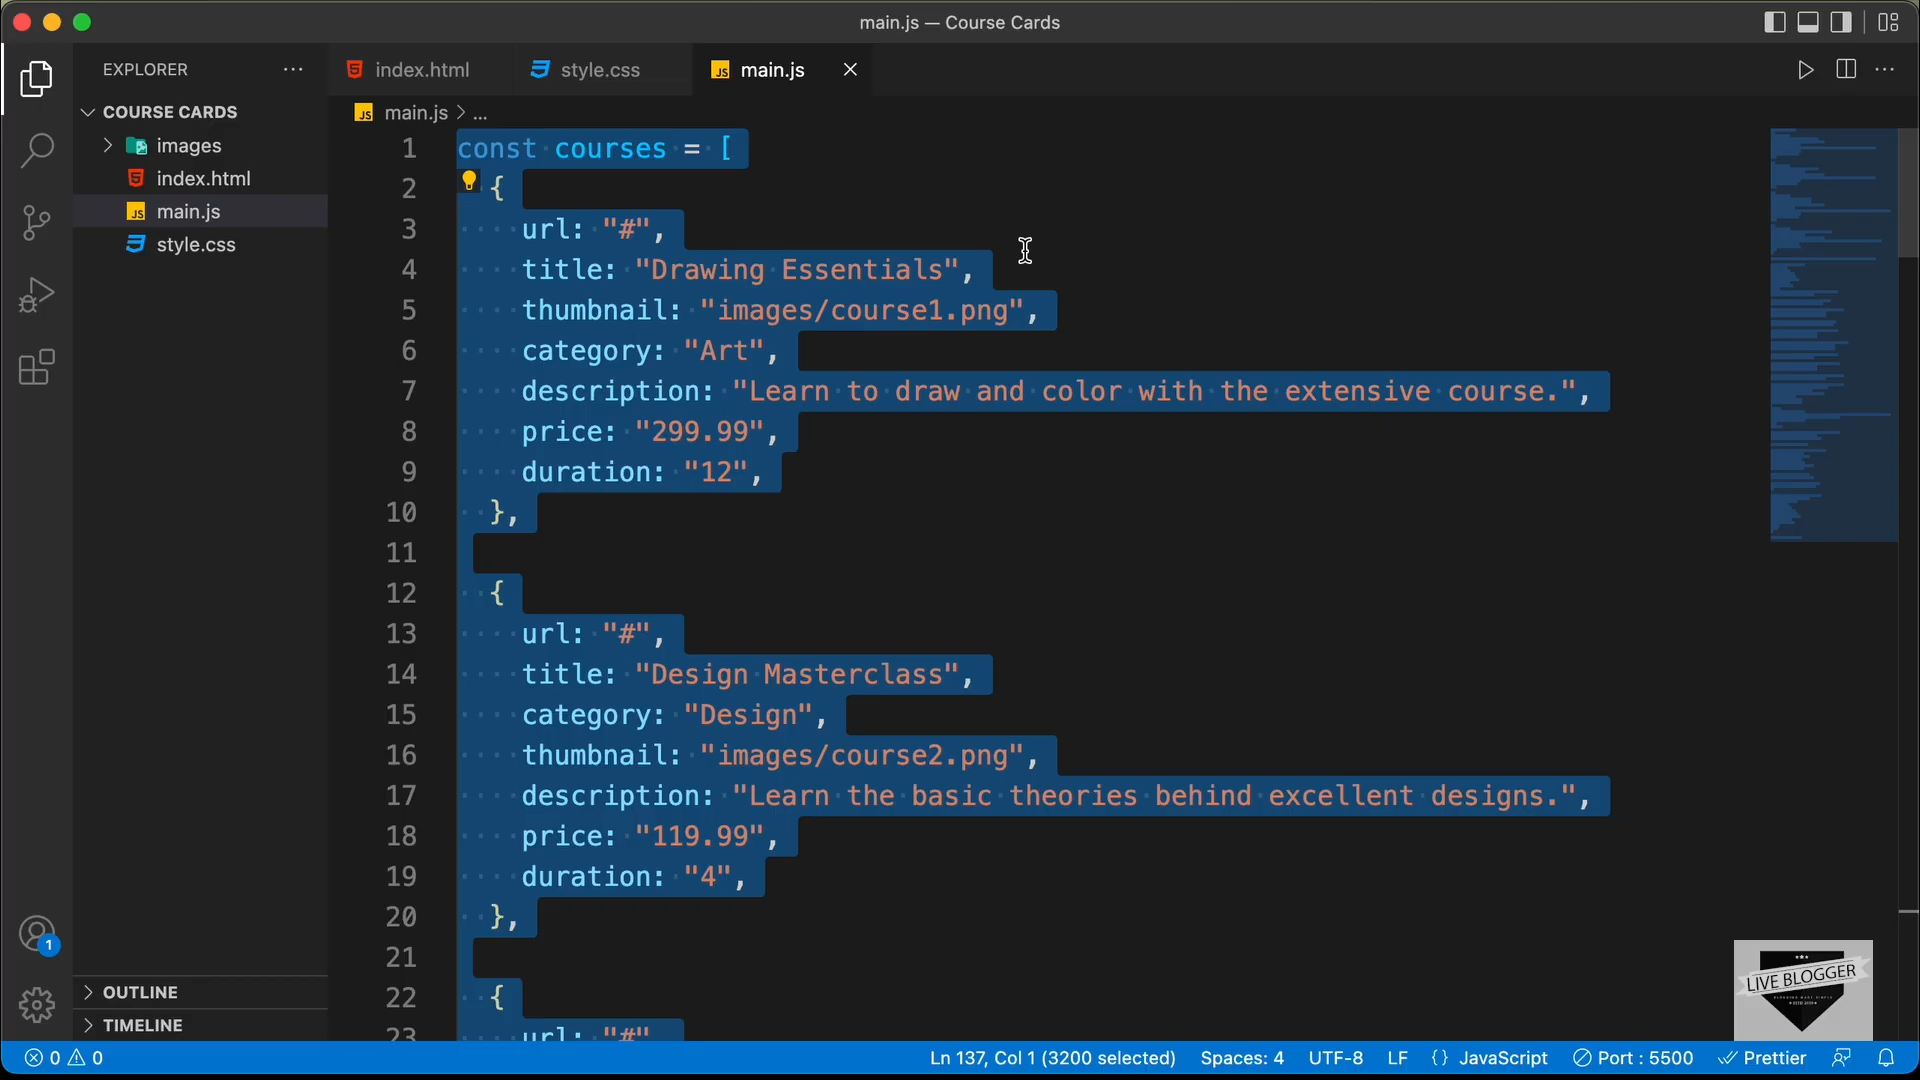 main.js — Course Cards
EXPLORER
index.html
style.css
main.js
COURSE CARDS
main.js > ...
images
index.html
main.js
style.css
1 const courses = [
2 {
3 url: "#",
4 title: "Drawing Essentials",
5 thumbnail: "images/course1.png",
6 category: "Art",
7 description: "Learn to draw and color with the extensive course.",
8 price: "299.99",
9 duration: "12",
10 },
11
12 {
13 url: "#",
14 title: "Design Masterclass",
15 category: "Design",
16 thumbnail: "images/course2.png",
17 description: "Learn the basic theories behind excellent designs.",
18 price: "119.99",
19 duration: "4",
20 },
21
22 {
23 url: "#"
1
OUTLINE
TIMELINE
LIVE BLOGGER
0 0
Ln 137, Col 1 (3200 selected)
Spaces: 4
UTF-8
LF
{} JavaScript
Port : 5500
Prettier